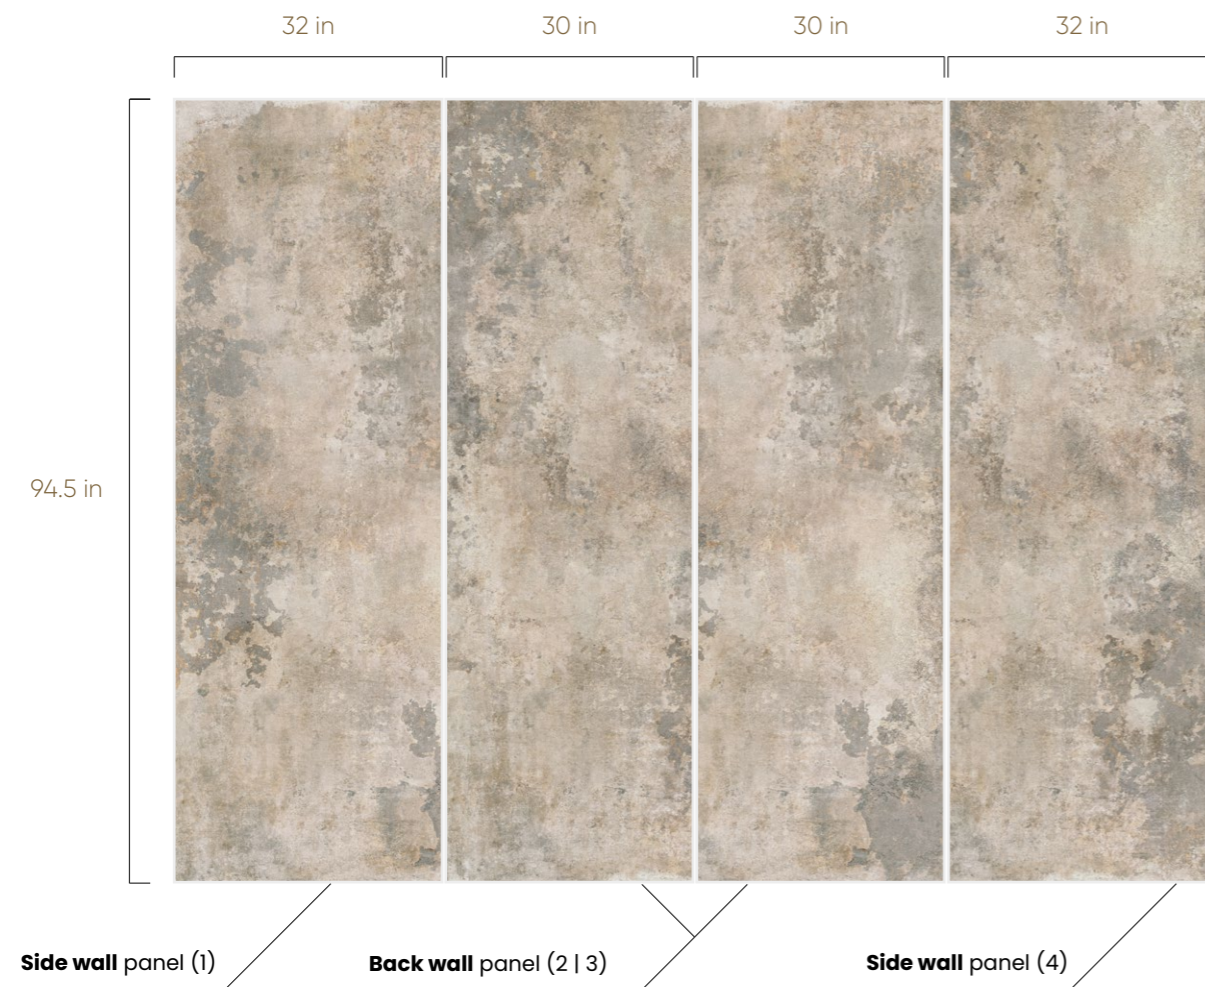 32 in
30 in
30 in
32 in
94.5 in
Side wall panel (1)
Back wall panel (2 | 3)
Side wall panel (4)